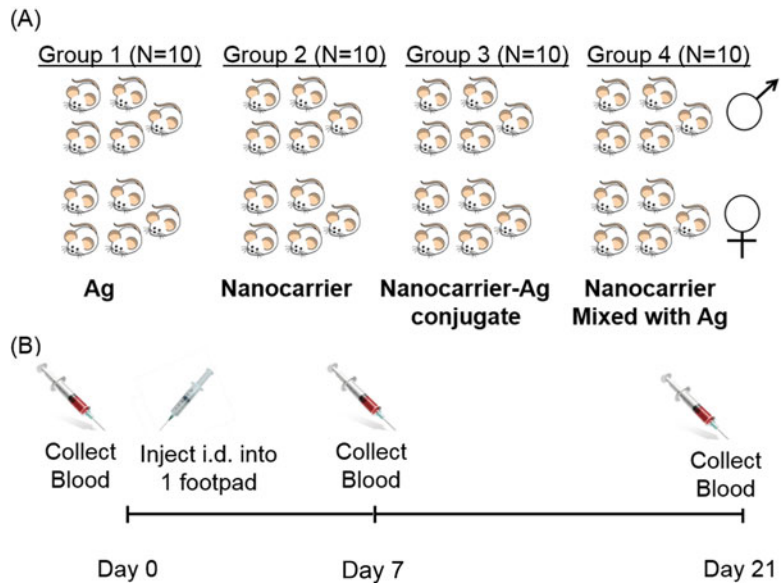 (A)
Group 1 (N=10) Group 2 (N=10) Group 3 (N=10) Group 4 (N=10)
Ag Nanocarrier Nanocarrier-Ag Nanocarrier
conjugate Mixed with Ag
(B)
Collect Inject i.d. into Collect Collect
Blood 1 footpad Blood Blood
Day 0 Day 7 Day 21